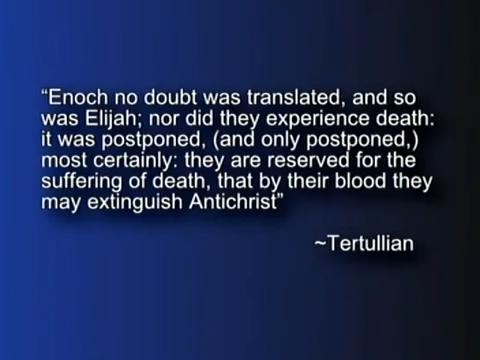 “Enoch no doubt was translated, and so
was Elijah; nor did they experience death:
it was postponed, (and only postponed,)
most certainly: they are reserved for the
suffering of death, that by their blood they
may extinguish Antichrist”
~Tertullian